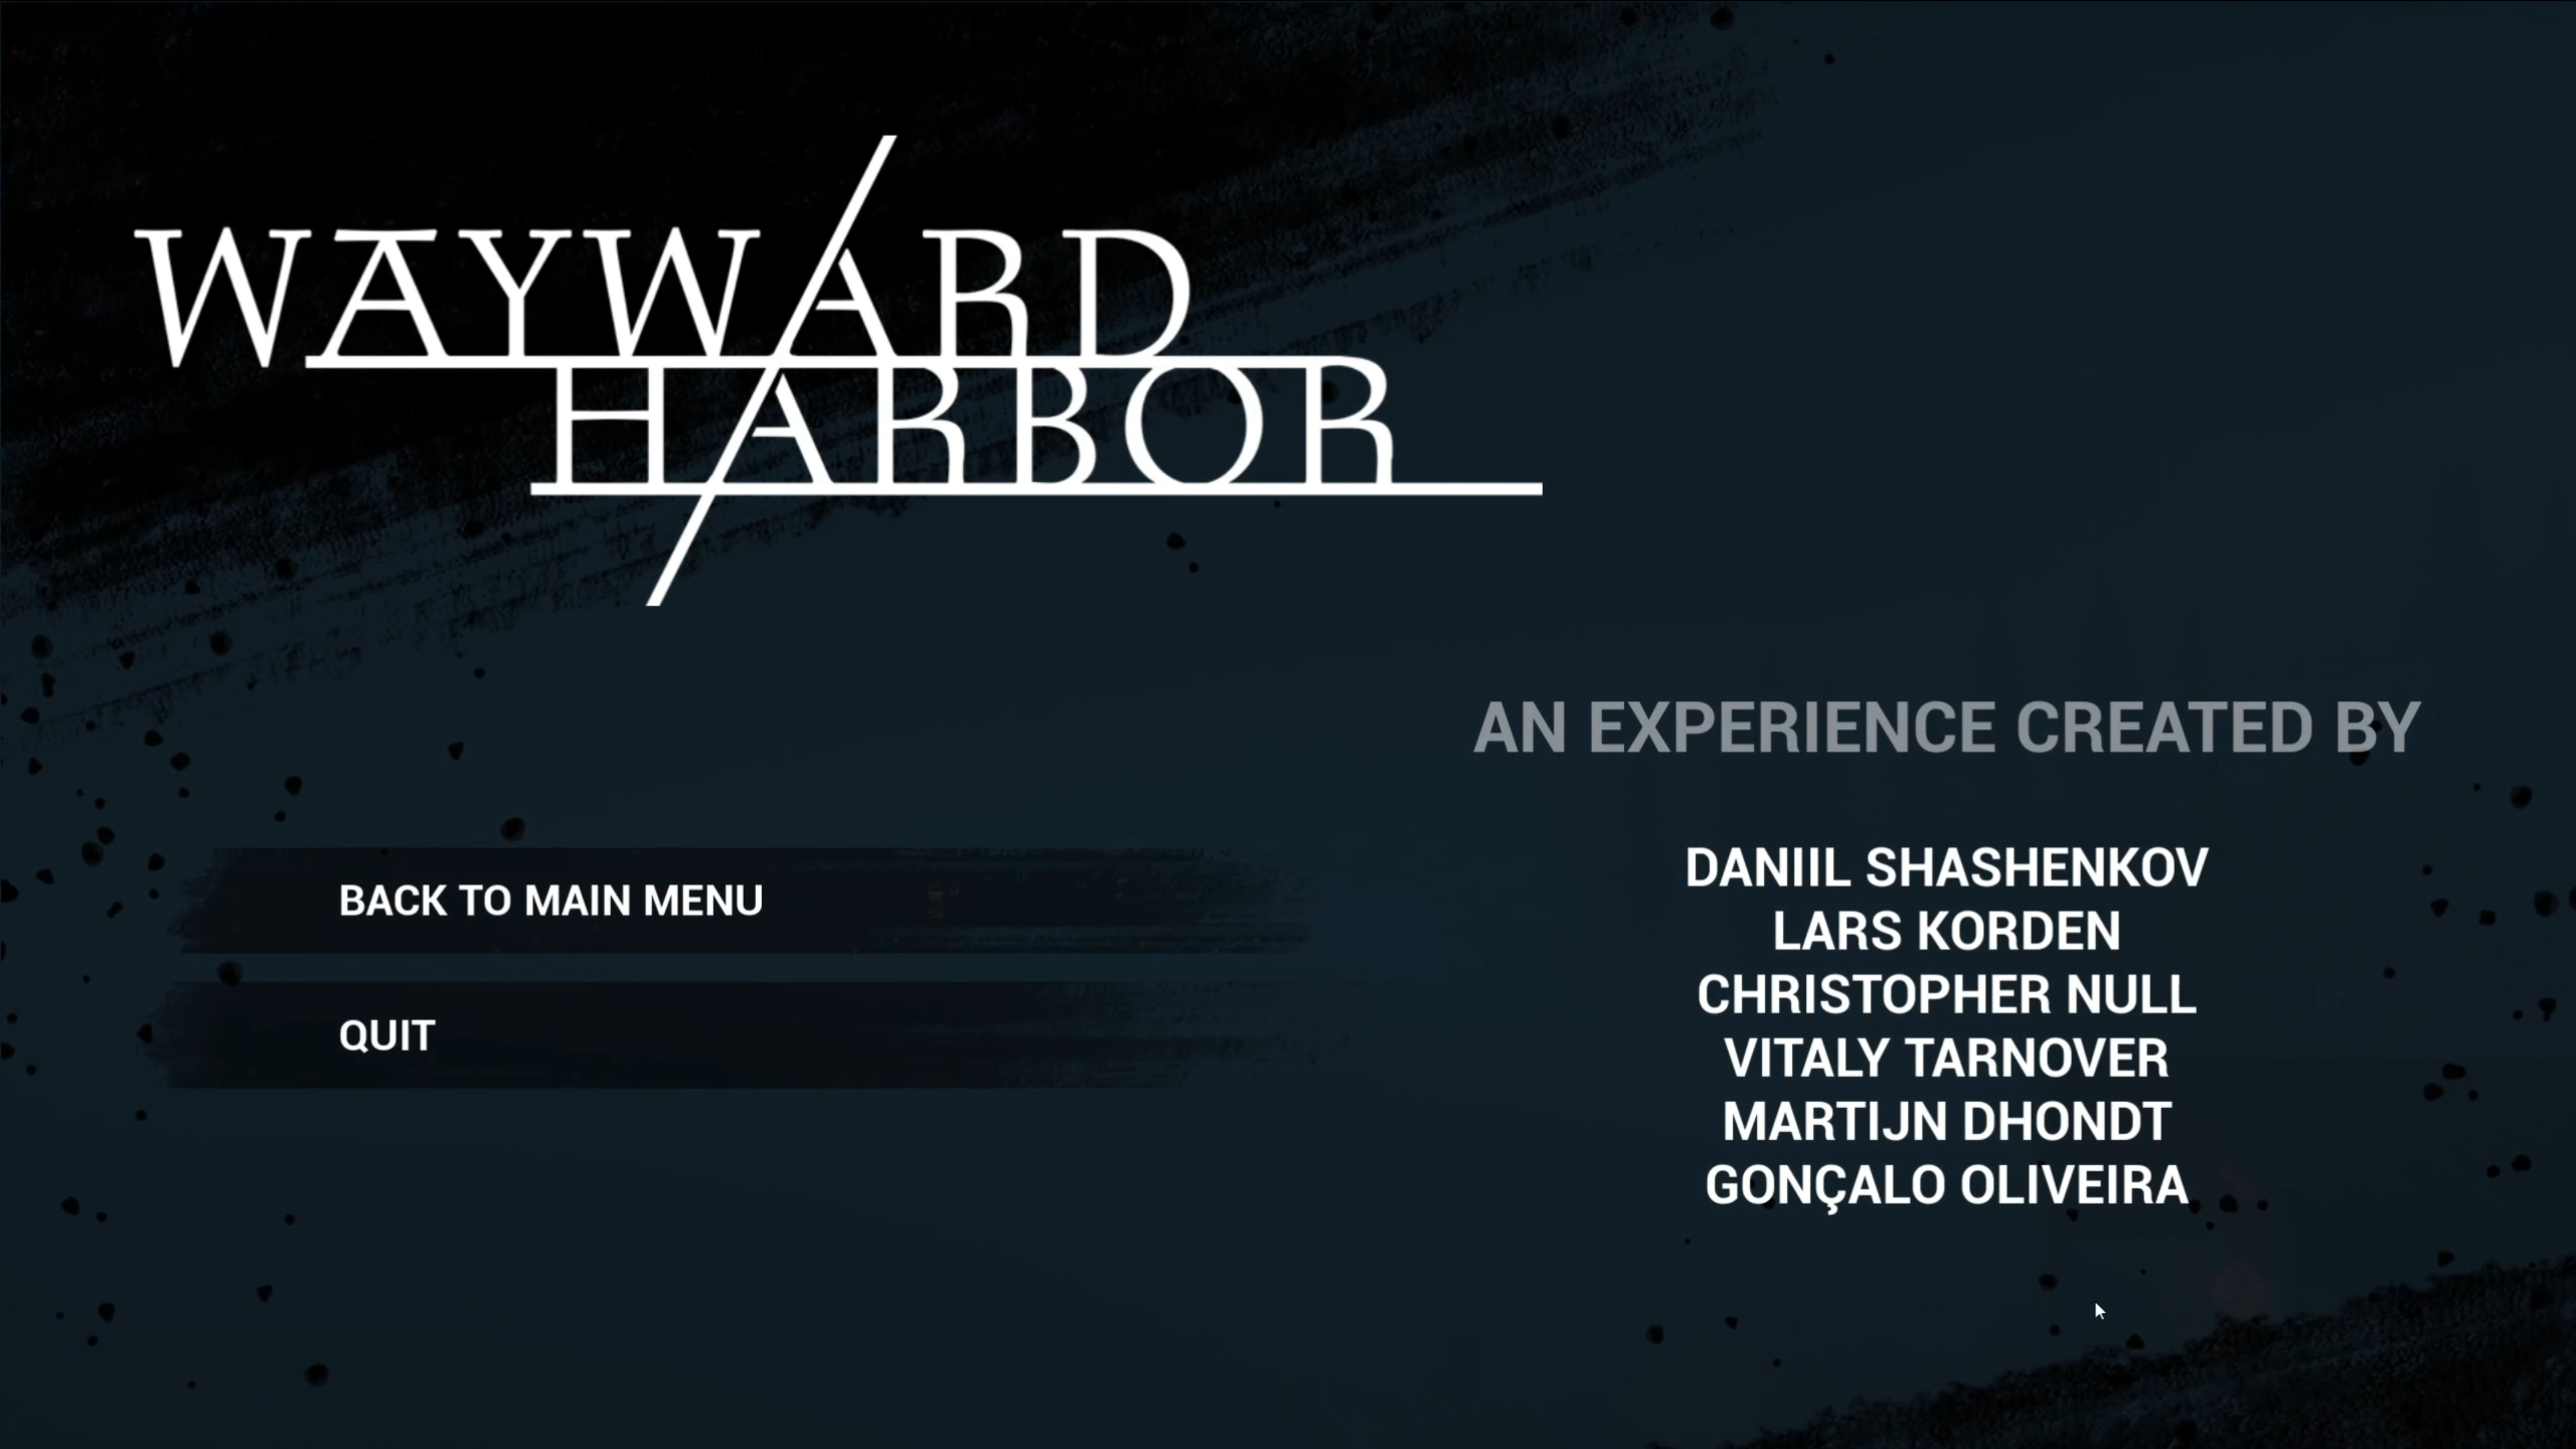 WAYWARD
HARBOR
AN EXPERIENCE CREATED BY
BACK TO MAIN MENU
QUIT
DANIIL SHASHENKOV
LARS KORDEN
CHRISTOPHER NULL
VITALY TARNOVER
MARTIJN DHONDT
GONÇALO OLIVEIRA